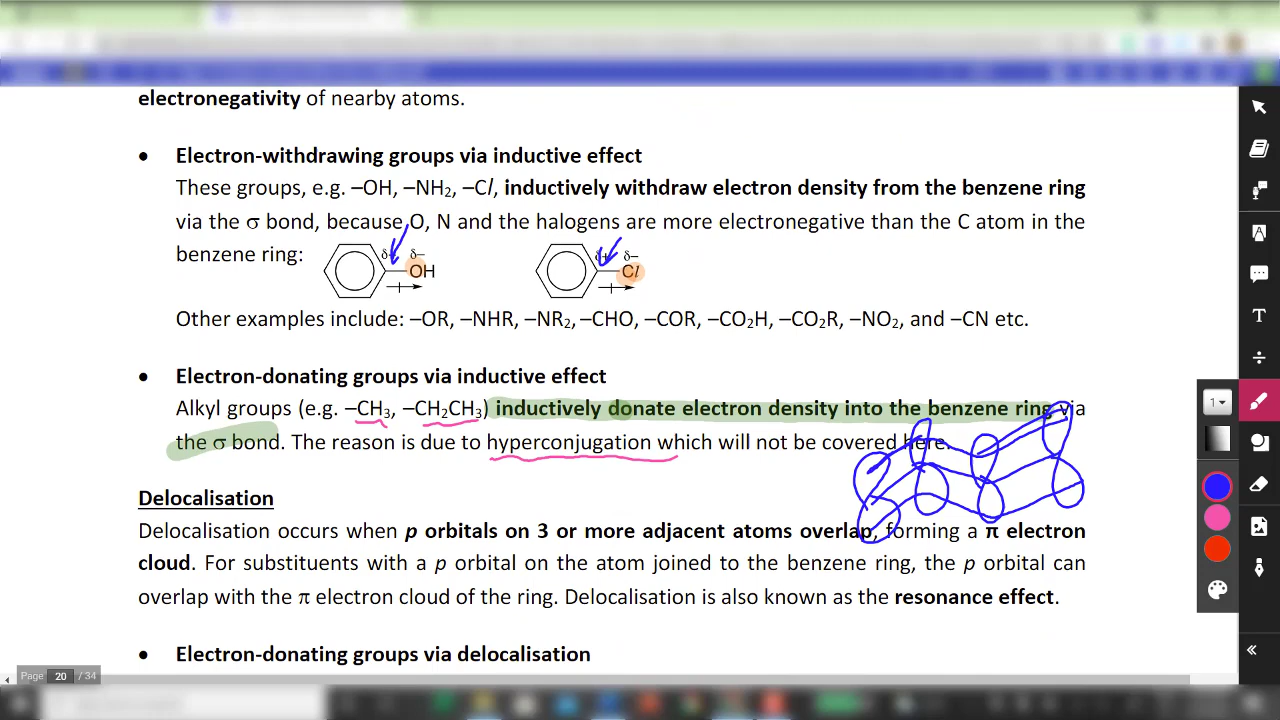 electronegativity of nearby atoms.
• Electron-withdrawing groups via inductive effect
These groups, e.g. –OH, –NH₂, –Cl, inductively withdraw electron density from the benzene ring
via the σ bond, because O, N and the halogens are more electronegative than the C atom in the
benzene ring:
δ+ δ– OH
δ+ δ– Cl
Other examples include: –OR, –NHR, –NR₂, –CHO, –COR, –CO₂H, –CO₂R, –NO₂, and –CN etc.
• Electron-donating groups via inductive effect
Alkyl groups (e.g. –CH₃, –CH₂CH₃) inductively donate electron density into the benzene ring via
the σ bond. The reason is due to hyperconjugation which will not be covered here.
Delocalisation
Delocalisation occurs when p orbitals on 3 or more adjacent atoms overlap, forming a π electron
cloud. For substituents with a p orbital on the atom joined to the benzene ring, the p orbital can
overlap with the π electron cloud of the ring. Delocalisation is also known as the resonance effect.
• Electron-donating groups via delocalisation
Page 20 / 34
1